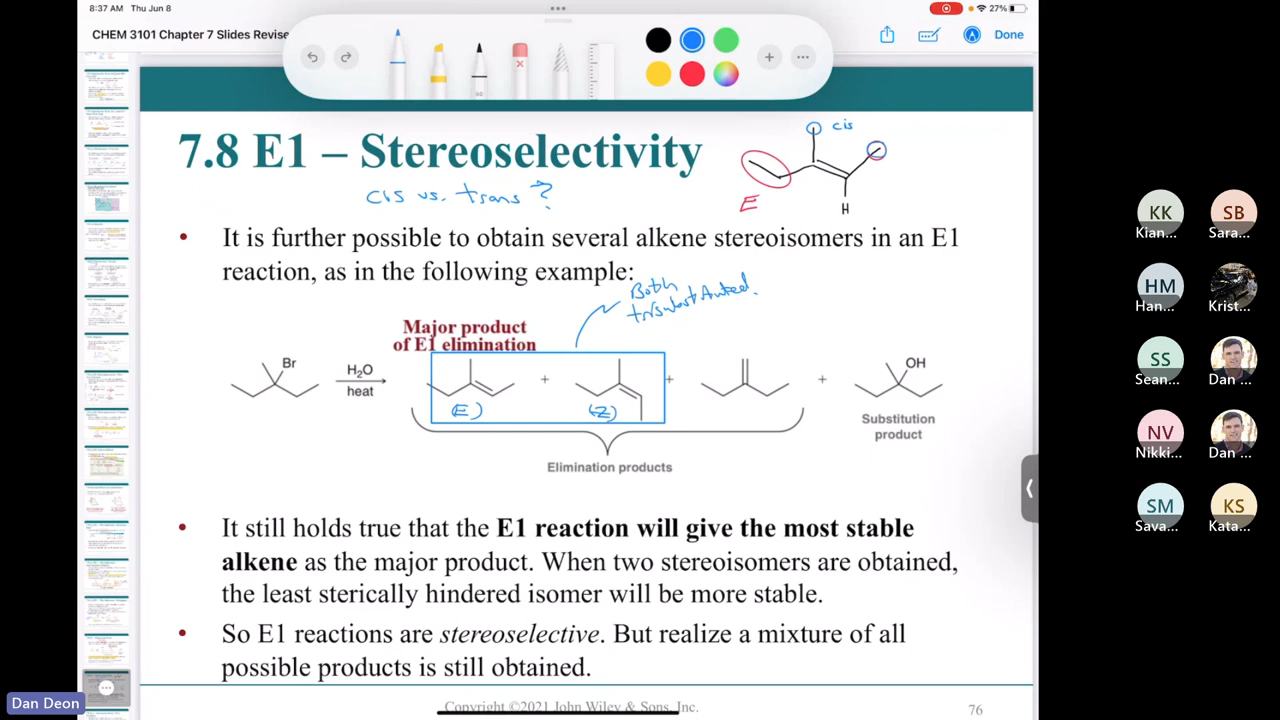 8:37 AM Thu Jun 8
27%
CHEM 3101 Chapter 7 Slides Revise
Done
7.8 E1 – Stereoselectivity
cis
cis vs. trans ?
E
H
• It is further possible to obtain several alkene stereoisomers in an E1
reaction, as in the following example:
Both
trisubstituted.
Major product
of E1 elimination
Br
H₂O
heat
+
+
+
OH
(E)
(Z)
Substitution
product
Elimination products
• It still holds true that the E1 reaction will give the most stable
alkene as the major product. When two stereoisomers are obtained,
the least sterically hindered isomer will be more stable.
• So E1 reactions are stereoselective. But realize a mixture of all
possible products is still obtained.
Copyright ©2021 John Wiley & Sons, Inc.
76
KK
Kian...
SB
Sara...
HM
Han ...
Krist...
SS
Sean...
Dan ...
NV
Nikki...
Dan ...
SM
Sava...
KS
Kata...
Dan Deon